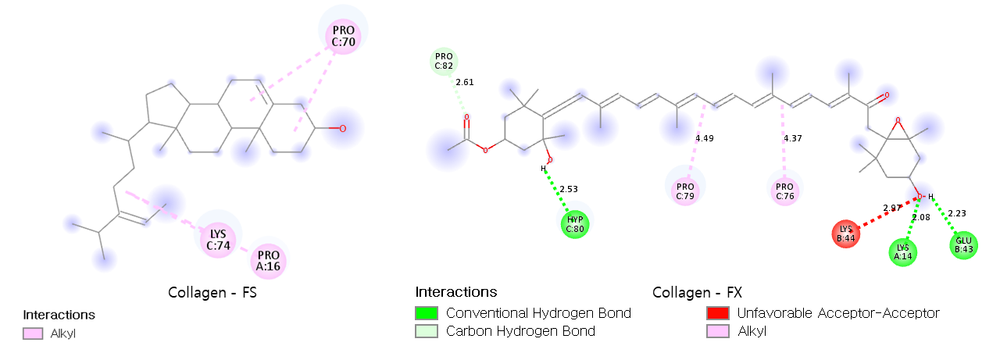 PRO
C:70
O
LYS
C:74
PRO
A:16
Collagen - FS
Interactions
Alkyl
PRO
C:82
2.61
O
O
O
H
2.53
HYP
C:80
4.49
PRO
C:79
4.37
PRO
C:76
O
O
O H
2.97
2.08
2.23
LYS
B:44
LYS
A:14
GLU
B:43
Collagen - FX
Interactions
Conventional Hydrogen Bond
Carbon Hydrogen Bond
Unfavorable Acceptor-Acceptor
Alkyl